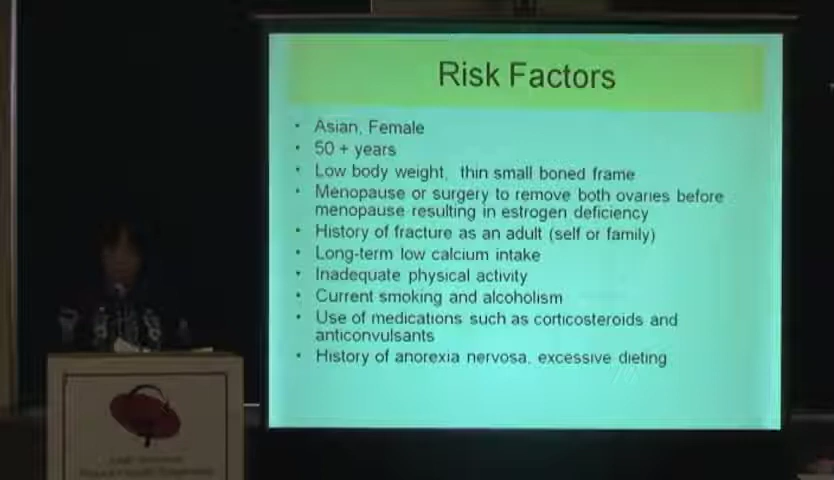 Risk Factors
• Asian, Female
• 50 + years
• Low body weight, thin small boned frame
• Menopause or surgery to remove both ovaries before
menopause resulting in estrogen deficiency
• History of fracture as an adult (self or family)
• Long-term low calcium intake
• Inadequate physical activity
• Current smoking and alcoholism
• Use of medications such as corticosteroids and
anticonvulsants
• History of anorexia nervosa, excessive dieting